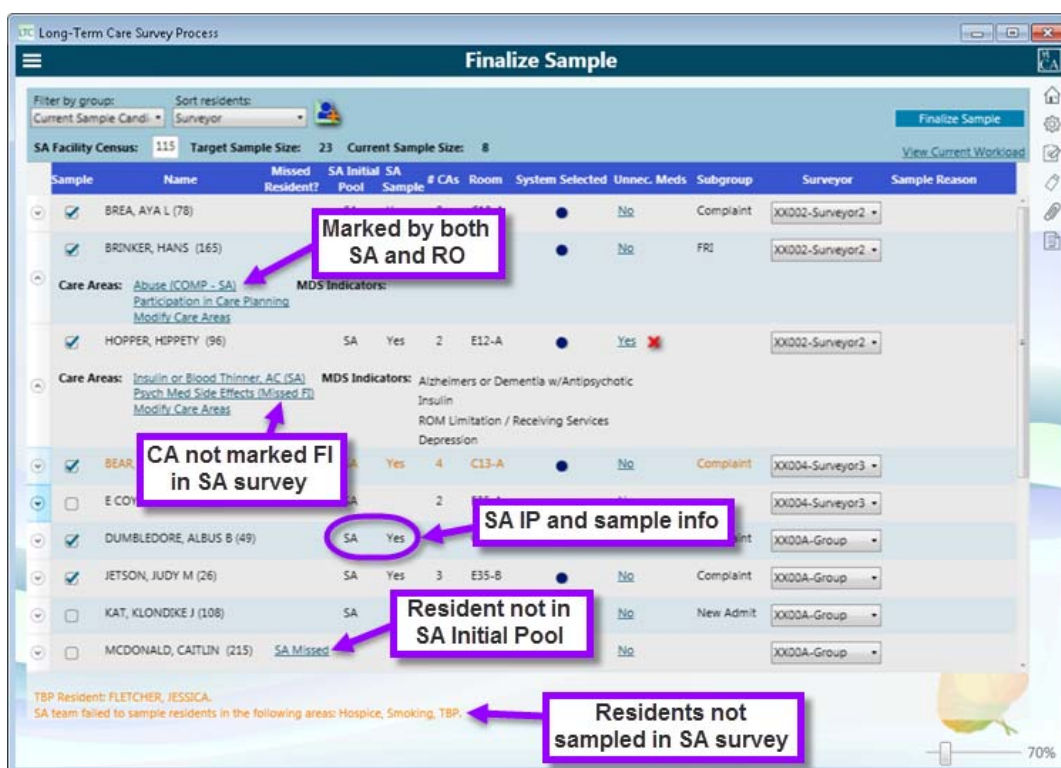 LTC Long-Term Care Survey Process
Finalize Sample
Filter by group: Sort residents:
Current Sample Candi Surveyor
Finalize Sample
SA Facility Census: 115 Target Sample Size: 23 Current Sample Size: 8
View Current Workload
Sample Name Missed Resident? SA Initial Pool SA Sample # CAs Room System Selected Unnec. Meds Subgroup Surveyor Sample Reason
BREA, AYA L (78) No Complaint XX002-Surveyor2
Marked by both
SA and RO
BRINKER, HANS (165) No FRI XX002-Surveyor2
Care Areas: Abuse (COMP - SA) MDS Indicators:
Participation in Care Planning
Modify Care Areas
HOPPER, HIPPETY (96) SA Yes 2 E12-A Yes XX002-Surveyor2
Care Areas: Insulin or Blood Thinner, AC (SA) MDS Indicators: Alzheimers or Dementia w/Antipsychotic
Psych Med Side Effects (Missed FI)
Insulin
Modify Care Areas
ROM Limitation / Receiving Services
Depression
CA not marked FI
in SA survey
BEAR, Yes 4 C13-A No Complaint XX004-Surveyor3
E COY 2 XX004-Surveyor3
SA IP and sample info
DUMBLEDORE, ALBUS B (49) SA Yes XX00A-Group
JETSON, JUDY M (26) SA Yes 3 E35-B No Complaint XX00A-Group
Resident not in
SA Initial Pool
KAT, KLONDIKE J (108) SA No New Admit XX00A-Group
MCDONALD, CAITLIN (215) SA Missed No XX00A-Group
TBP Resident: FLETCHER, JESSICA.
SA team failed to sample residents in the following areas: Hospice, Smoking, TBP.
Residents not
sampled in SA survey
70%